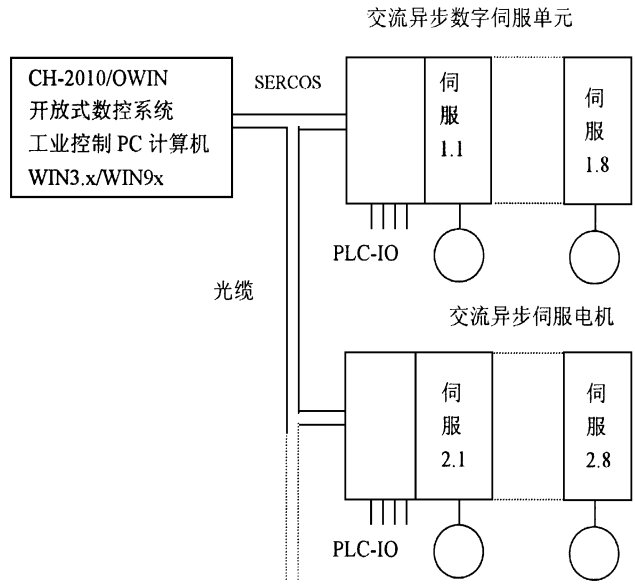 交流异步数字伺服单元
CH-2010/OWIN
开放式数控系统
工业控制 PC 计算机
WIN3.x/WIN9x
SERCOS
伺
服
1.1
伺
服
1.8
PLC-IO
光缆
交流异步伺服电机
伺
服
2.1
伺
服
2.8
PLC-IO